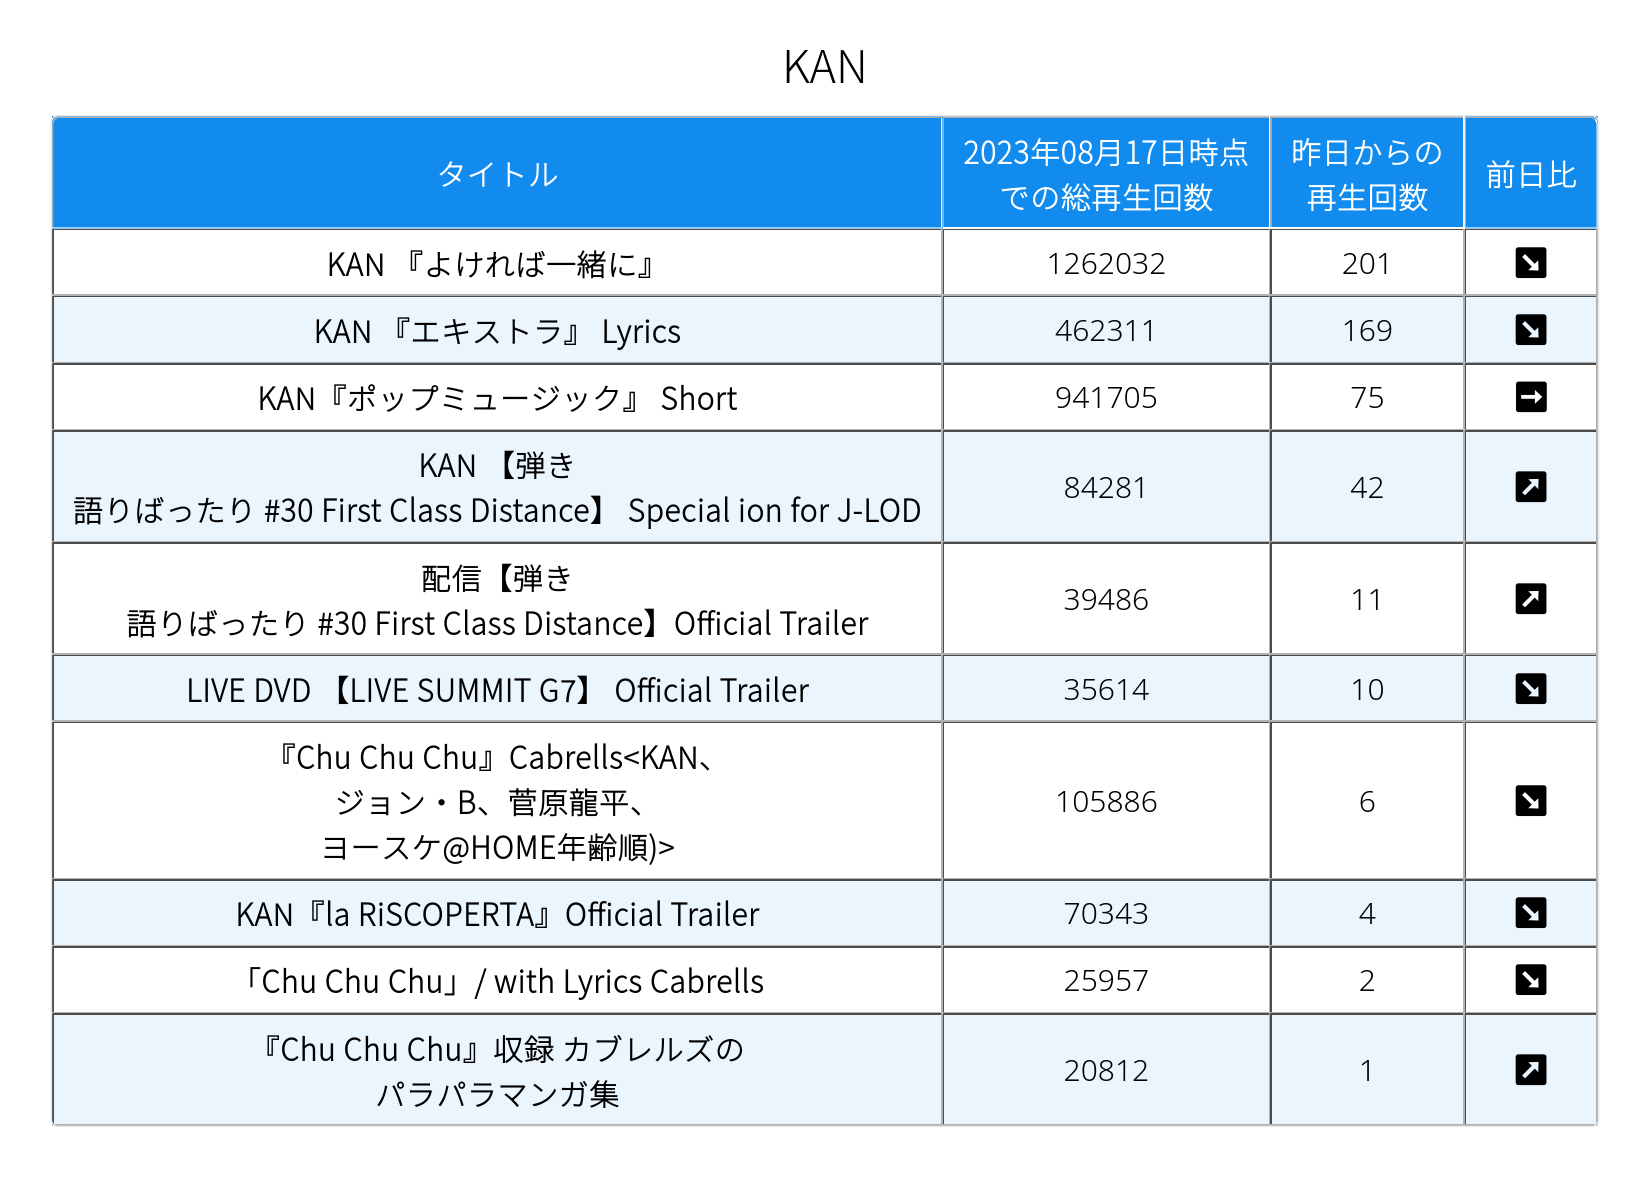 KAN
タイトル
2023年08月17日時点
での総再生回数
昨日からの
再生回数
前日比
KAN 『よければ一緒に』
1262032
201
KAN 『エキストラ』 Lyrics
462311
169
KAN『ポップミュージック』 Short
941705
75
KAN 【弾き
語りばったり #30 First Class Distance】 Special ion for J-LOD
84281
42
配信【弾き
語りばったり #30 First Class Distance】Official Trailer
39486
11
LIVE DVD 【LIVE SUMMIT G7】 Official Trailer
35614
10
『Chu Chu Chu』Cabrells<KAN、
ジョン・B、菅原龍平、
ヨースケ@HOME年齢順)>
105886
6
KAN『la RiSCOPERTA』Official Trailer
70343
4
「Chu Chu Chu」/ with Lyrics Cabrells
25957
2
『Chu Chu Chu』収録 カブレルズの
パラパラマンガ集
20812
1